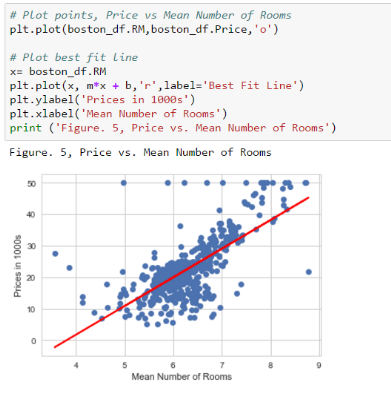 # Plot points, Price vs Mean Number of Rooms
plt.plot(boston_df.RM,boston_df.Price,'o')
# Plot best fit line
x= boston_df.RM
plt.plot(x, m*x + b,'r',label='Best Fit Line')
plt.ylabel('Prices in 1000s')
plt.xlabel('Mean Number of Rooms')
print ('Figure. 5, Price vs. Mean Number of Rooms')
Figure. 5, Price vs. Mean Number of Rooms
50
40
30
20
10
0
Prices in 1000s
4 5 6 7 8 9
Mean Number of Rooms